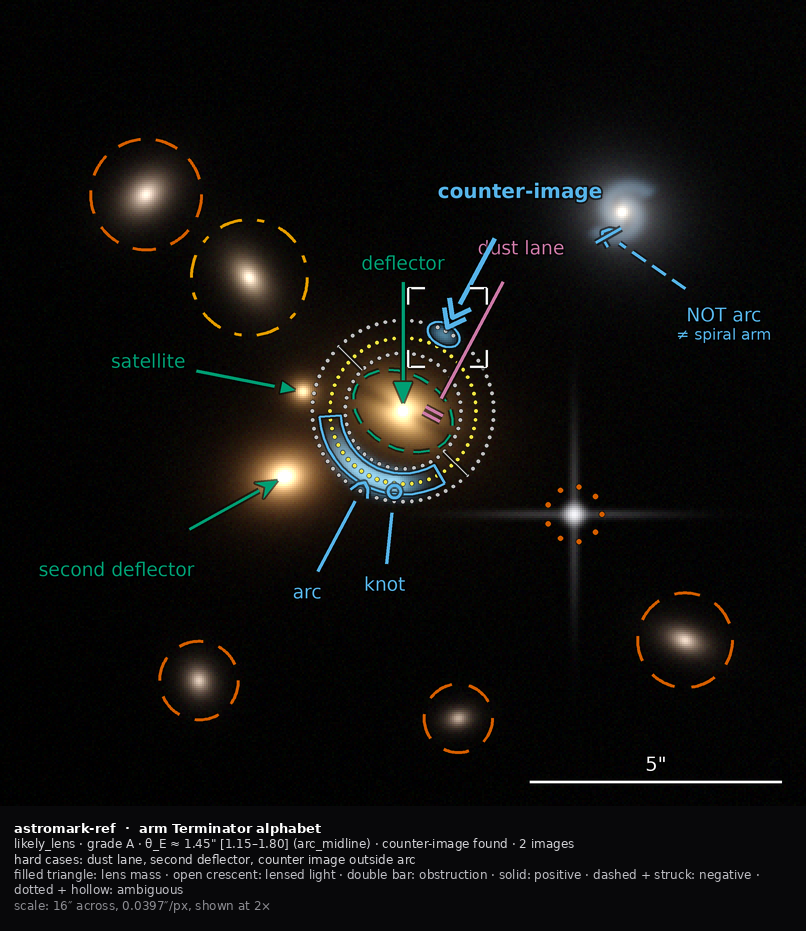 counter-image
dust lane
deflector
NOT arc
≠ spiral arm
satellite
second deflector
arc
knot
5"
astromark-ref · arm Terminator alphabet
likely_lens · grade A · θ_E ≈ 1.45" [1.15–1.80] (arc_midline) · counter-image found · 2 images
hard cases: dust lane, second deflector, counter image outside arc
filled triangle: lens mass · open crescent: lensed light · double bar: obstruction · solid: positive · dashed + struck: negative ·
dotted + hollow: ambiguous
scale: 16″ across, 0.0397″/px, shown at 2×